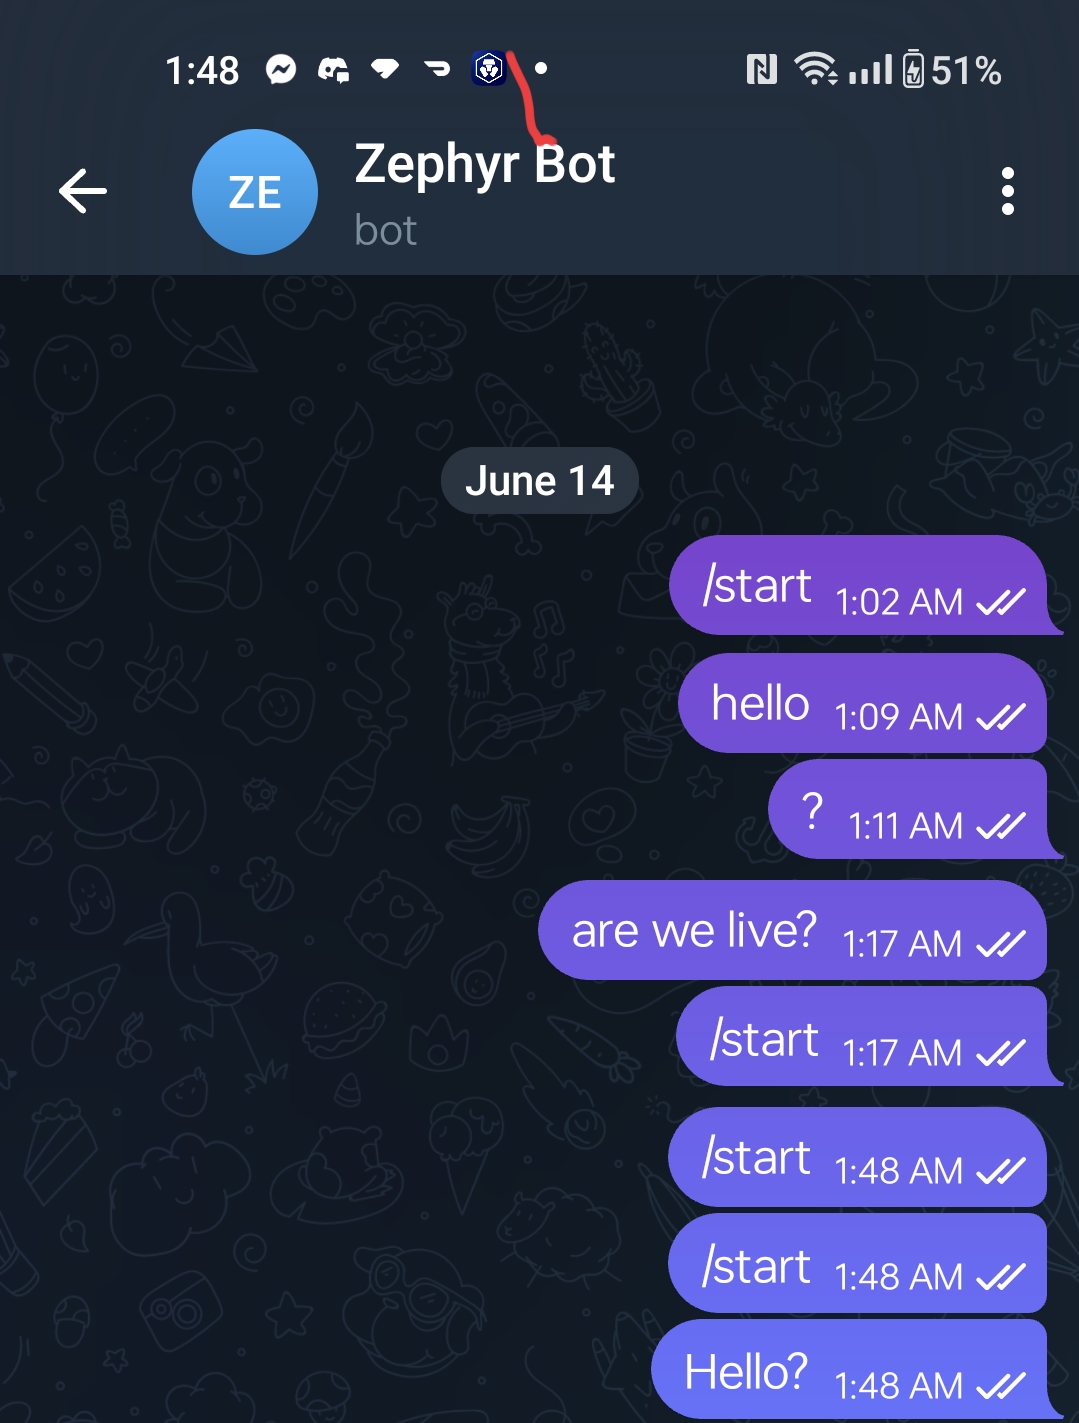 1:48 51%
ZE
Zephyr Bot
bot
June 14
/start 1:02 AM
hello 1:09 AM
? 1:11 AM
are we live? 1:17 AM
/start 1:17 AM
/start 1:48 AM
/start 1:48 AM
Hello? 1:48 AM